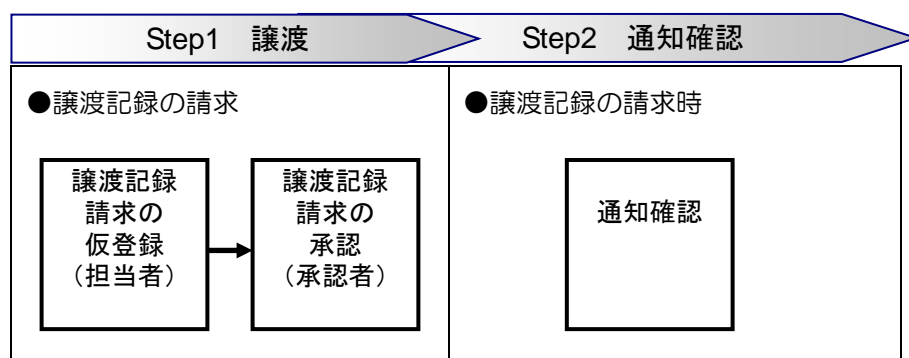 Step1　譲渡
Step2　通知確認
●譲渡記録の請求
●譲渡記録の請求時
譲渡記録
請求の
仮登録
（担当者）
譲渡記録
請求の
承認
（承認者）
通知確認